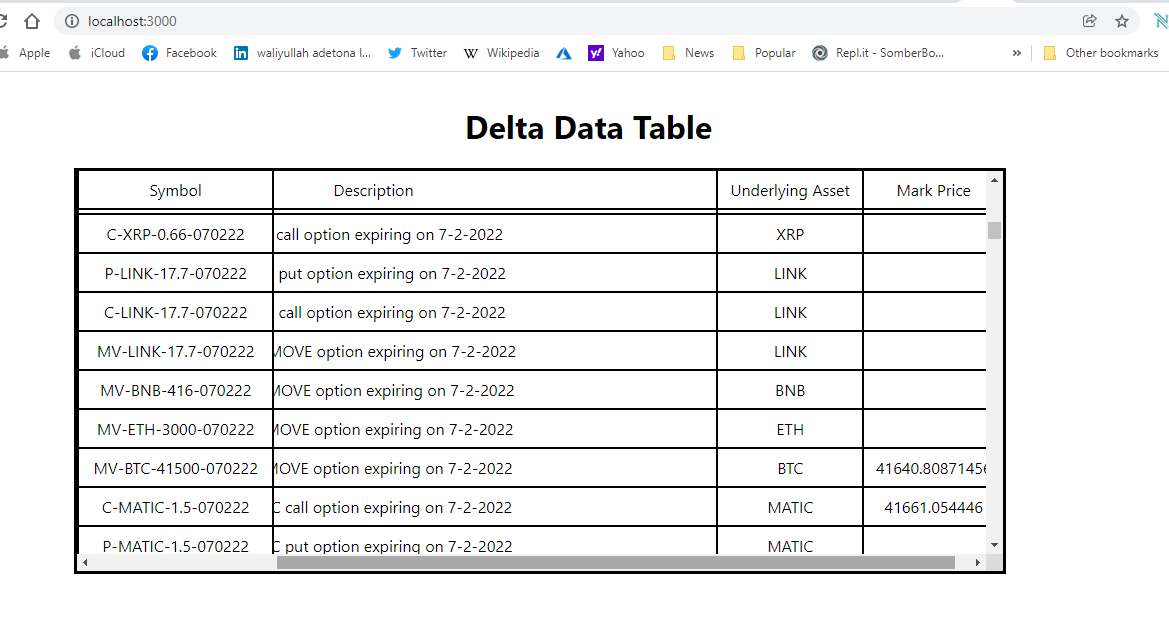 localhost:3000
Apple iCloud Facebook waliyullah adetona l... Twitter Wikipedia Yahoo News Popular Repl.it - SomberBo... » Other bookmarks
Delta Data Table
Symbol Description Underlying Asset Mark Price
C-XRP-0.66-070222 call option expiring on 7-2-2022 XRP
P-LINK-17.7-070222 put option expiring on 7-2-2022 LINK
C-LINK-17.7-070222 call option expiring on 7-2-2022 LINK
MV-LINK-17.7-070222 MOVE option expiring on 7-2-2022 LINK
MV-BNB-416-070222 MOVE option expiring on 7-2-2022 BNB
MV-ETH-3000-070222 MOVE option expiring on 7-2-2022 ETH
MV-BTC-41500-070222 MOVE option expiring on 7-2-2022 BTC 41640.80871456
C-MATIC-1.5-070222 C call option expiring on 7-2-2022 MATIC 41661.054446
P-MATIC-1.5-070222 C put option expiring on 7-2-2022 MATIC